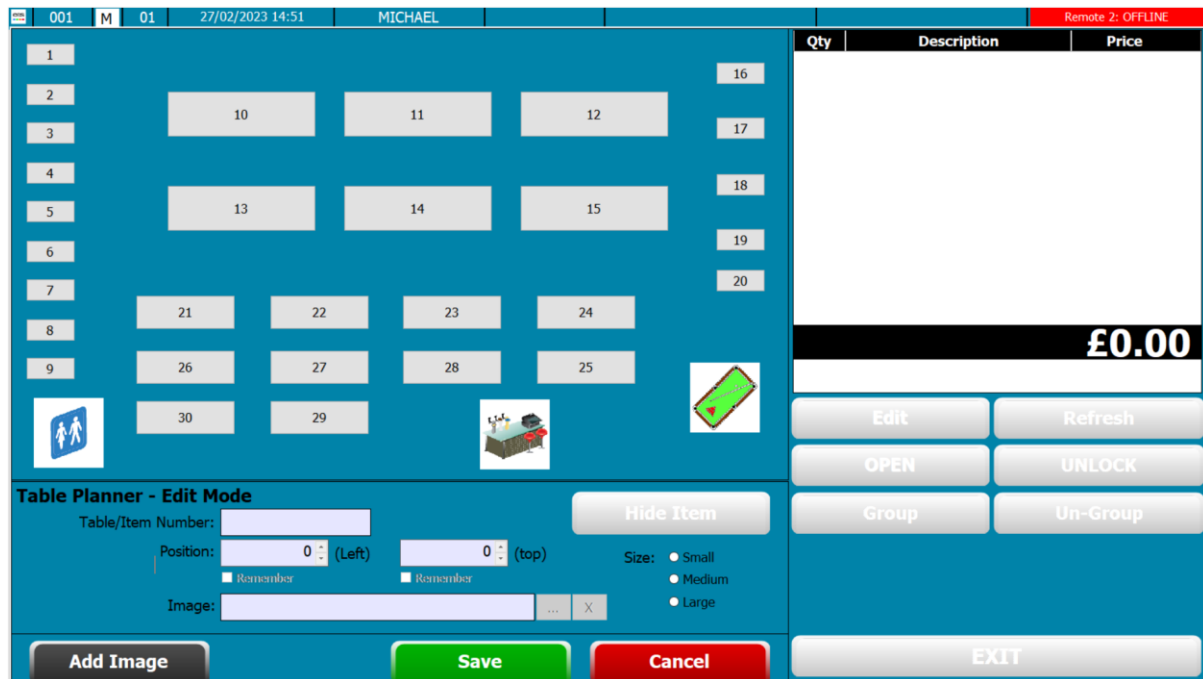 001 M 01 27/02/2023 14:51 MICHAEL Remote 2: OFFLINE
Qty Description Price
1
16
2
10 11 12
17
3
4
18
13 14 15
5
19
6
20
7
21 22 23 24
8
£0.00
26 27 28 25
9
30 29
Edit Refresh
OPEN UNLOCK
Table Planner - Edit Mode
Table/Item Number:
Hide Item
Group Un-Group
Position: 0 (Left) 0 (top)
Size: Small
Remember Remember
Medium
Image: ... X
Large
Add Image Save Cancel
EXIT